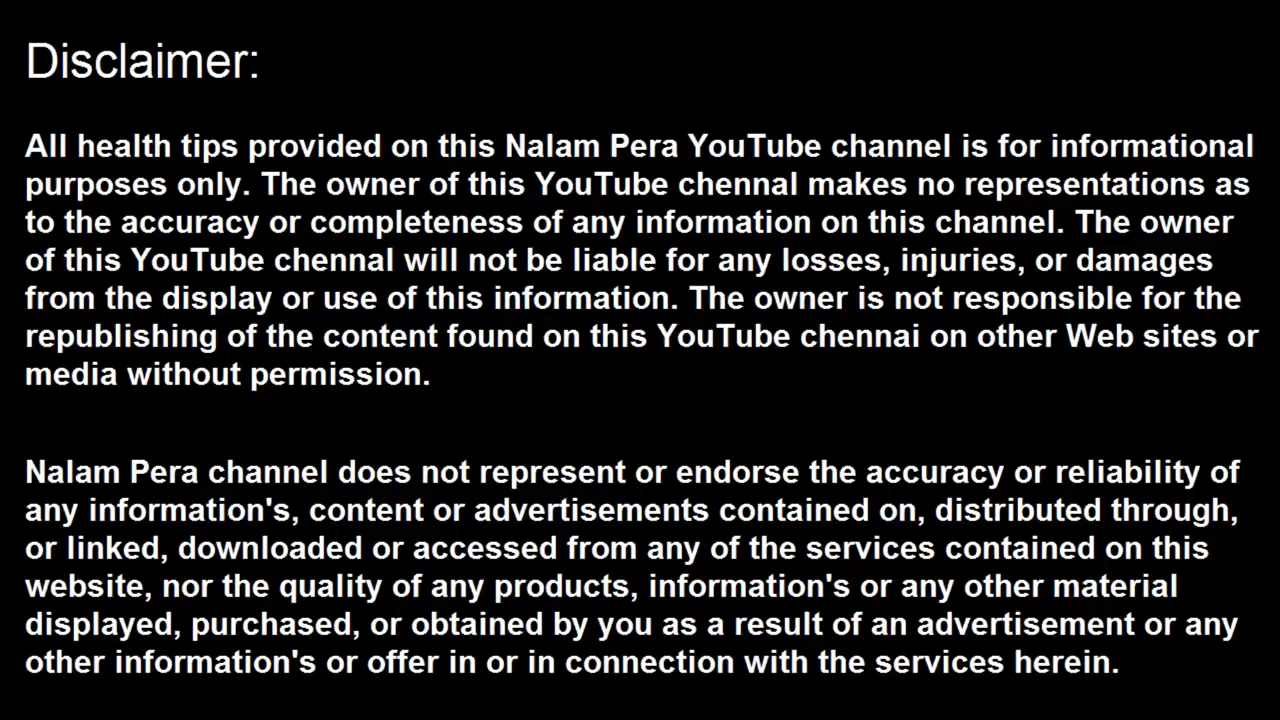 Disclaimer:
All health tips provided on this Nalam Pera YouTube channel is for informational
purposes only. The owner of this YouTube chennal makes no representations as
to the accuracy or completeness of any information on this channel. The owner
of this YouTube chennal will not be liable for any losses, injuries, or damages
from the display or use of this information. The owner is not responsible for the
republishing of the content found on this YouTube chennai on other Web sites or
media without permission.
Nalam Pera channel does not represent or endorse the accuracy or reliability of
any information's, content or advertisements contained on, distributed through,
or linked, downloaded or accessed from any of the services contained on this
website, nor the quality of any products, information's or any other material
displayed, purchased, or obtained by you as a result of an advertisement or any
other information's or offer in or in connection with the services herein.